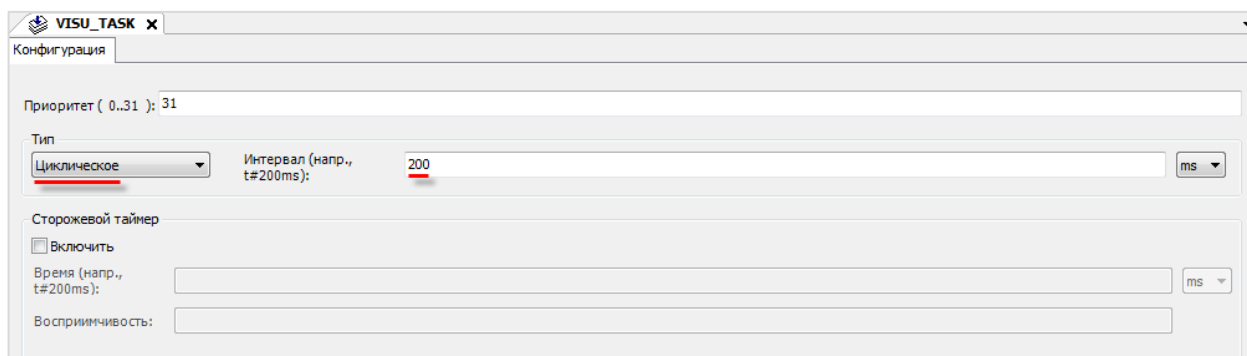 VISU_TASK
Конфигурация
Приоритет ( 0..31 ): 31
Тип
Циклическое Интервал (напр., t#200ms): 200 ms
Сторожевой таймер
Включить
Время (напр., t#200ms): ms
Восприимчивость: